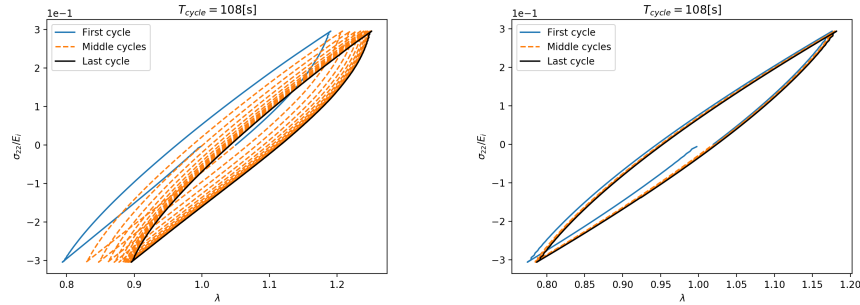 T_cycle = 108[s]
1e−1
First cycle
Middle cycles
Last cycle
3
2
1
0
−1
−2
−3
σ22/Ei
0.8 0.9 1.0 1.1 1.2
λ
T_cycle = 108[s]
1e−1
First cycle
Middle cycles
Last cycle
3
2
1
0
−1
−2
−3
σ22/Ei
0.80 0.85 0.90 0.95 1.00 1.05 1.10 1.15 1.20
λ